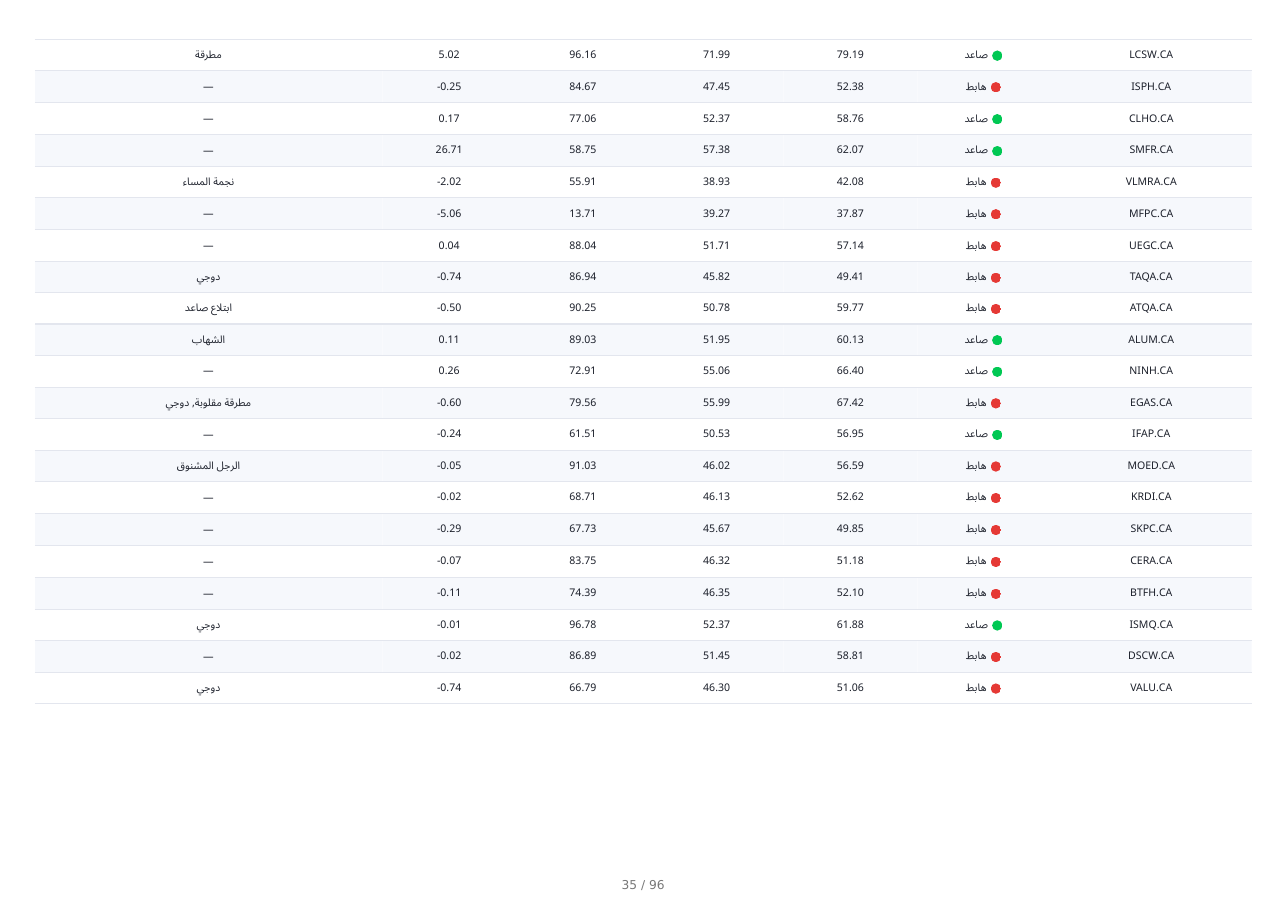 LCSW.CA صاعد 79.19 71.99 96.16 5.02 مطرقة
ISPH.CA هابط 52.38 47.45 84.67 -0.25 —
CLHO.CA صاعد 58.76 52.37 77.06 0.17 —
SMFR.CA صاعد 62.07 57.38 58.75 26.71 —
VLMRA.CA هابط 42.08 38.93 55.91 -2.02 نجمة المساء
MFPC.CA هابط 37.87 39.27 13.71 -5.06 —
UEGC.CA هابط 57.14 51.71 88.04 0.04 —
TAQA.CA هابط 49.41 45.82 86.94 -0.74 دوجي
ATQA.CA هابط 59.77 50.78 90.25 -0.50 ابتلاع صاعد
ALUM.CA صاعد 60.13 51.95 89.03 0.11 الشهاب
NINH.CA صاعد 66.40 55.06 72.91 0.26 —
EGAS.CA هابط 67.42 55.99 79.56 -0.60 مطرقة مقلوبة, دوجي
IFAP.CA صاعد 56.95 50.53 61.51 -0.24 —
MOED.CA هابط 56.59 46.02 91.03 -0.05 الرجل المشنوق
KRDI.CA هابط 52.62 46.13 68.71 -0.02 —
SKPC.CA هابط 49.85 45.67 67.73 -0.29 —
CERA.CA هابط 51.18 46.32 83.75 -0.07 —
BTFH.CA هابط 52.10 46.35 74.39 -0.11 —
ISMQ.CA صاعد 61.88 52.37 96.78 -0.01 دوجي
DSCW.CA هابط 58.81 51.45 86.89 -0.02 —
VALU.CA هابط 51.06 46.30 66.79 -0.74 دوجي
35 / 96